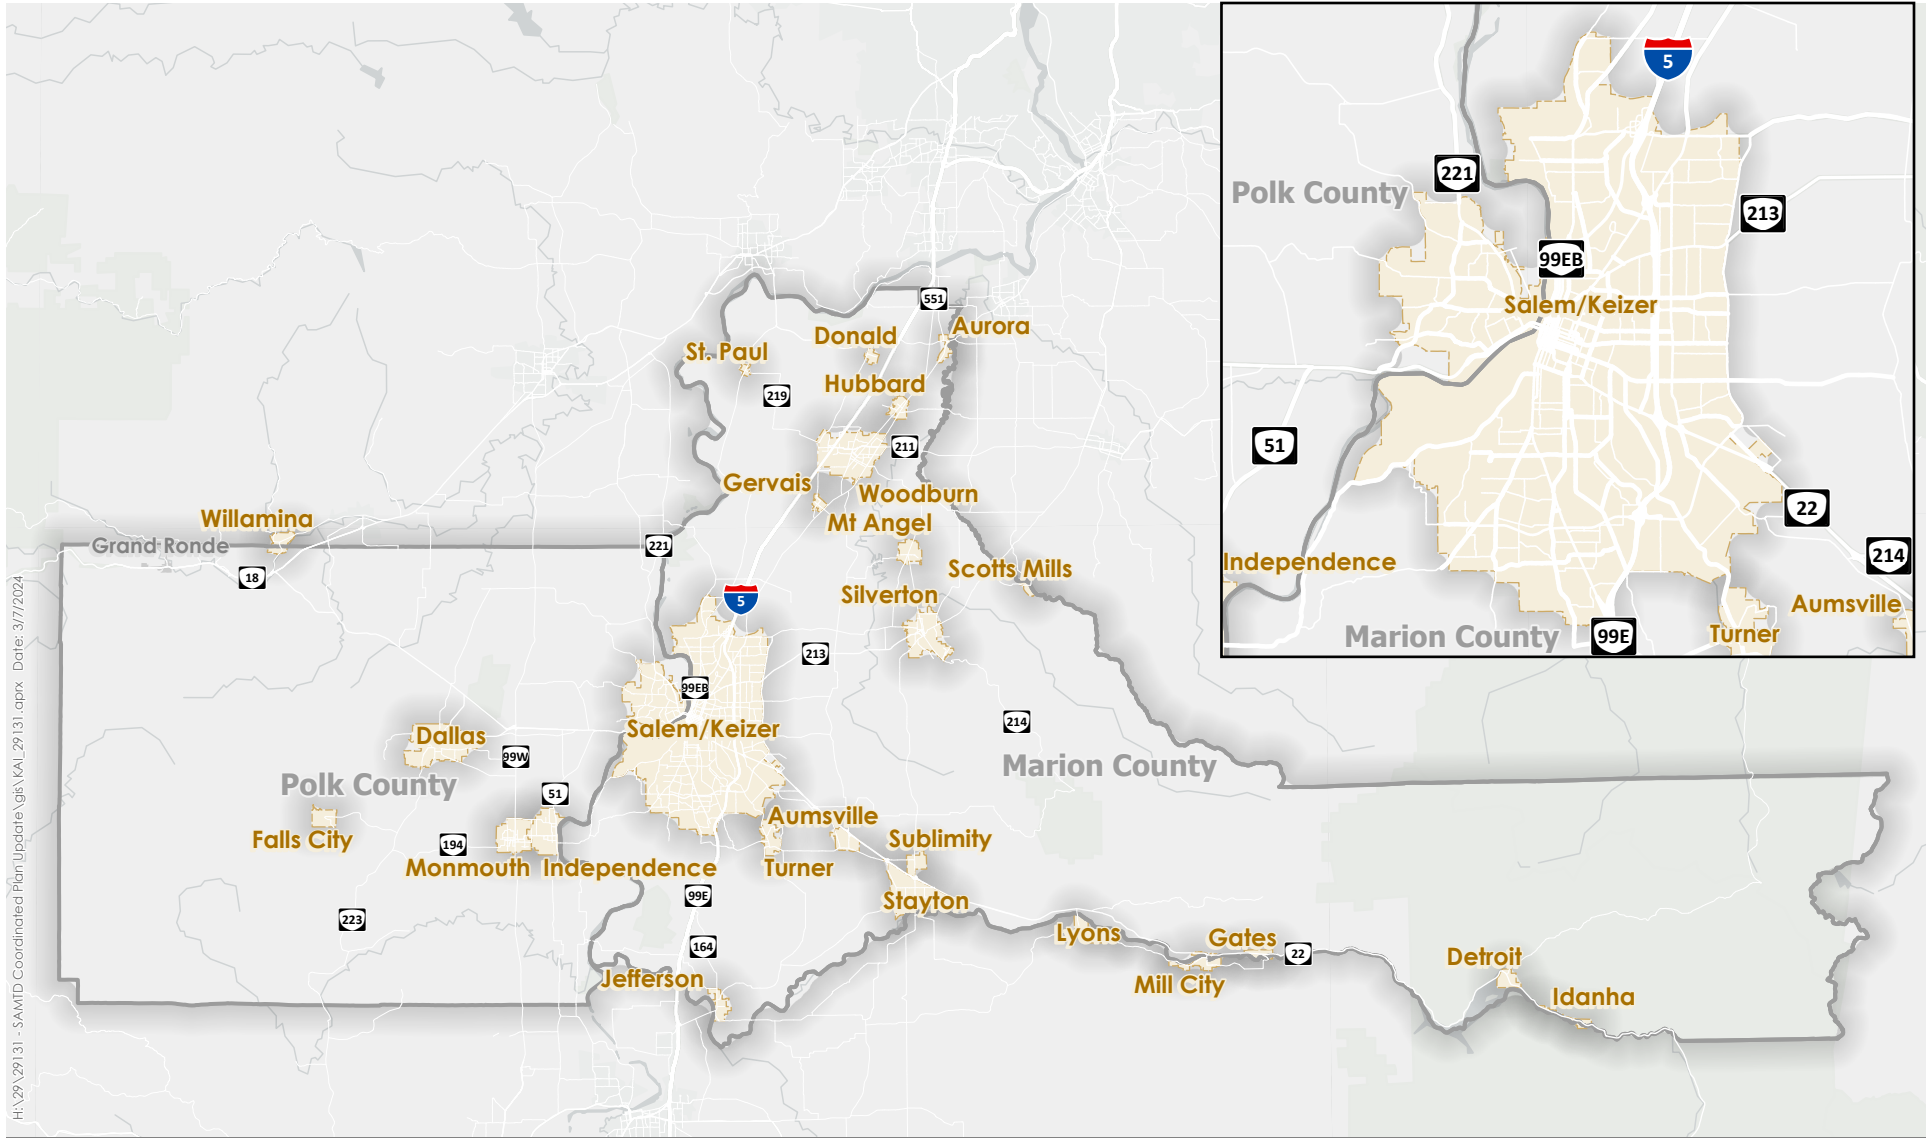 551
Aurora
Donald
St. Paul
Hubbard
219
211
Gervais
Woodburn
Mt Angel
Willamina
Grand Ronde
221
18
Scotts Mills
Silverton
5
213
99EB
Salem/Keizer
214
Marion County
Dallas
99W
Polk County
51
Falls City
194
Monmouth
Independence
Aumsville
Turner
Sublimity
Stayton
99E
223
164
Jefferson
Lyons
Gates
22
Mill City
Detroit
Idanha
5
221
Polk County
213
99EB
Salem/Keizer
51
22
214
Independence
Aumsville
Marion County
99E
Turner
H:\29\29131 - SAMTD Coordinated Plan Update\gis\KAI_29131.aprx Date: 3/7/2024